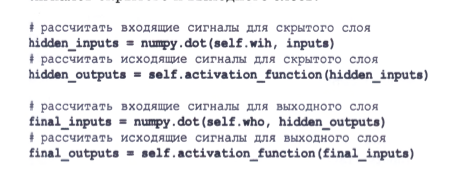 # рассчитать входящие сигналы для скрытого слоя
hidden_inputs = numpy.dot(self.wih, inputs)
# рассчитать исходящие сигналы для скрытого слоя
hidden_outputs = self.activation_function(hidden_inputs)
# рассчитать входящие сигналы для выходного слоя
final_inputs = numpy.dot(self.who, hidden_outputs)
# рассчитать исходящие сигналы для выходного слоя
final_outputs = self.activation_function(final_inputs)